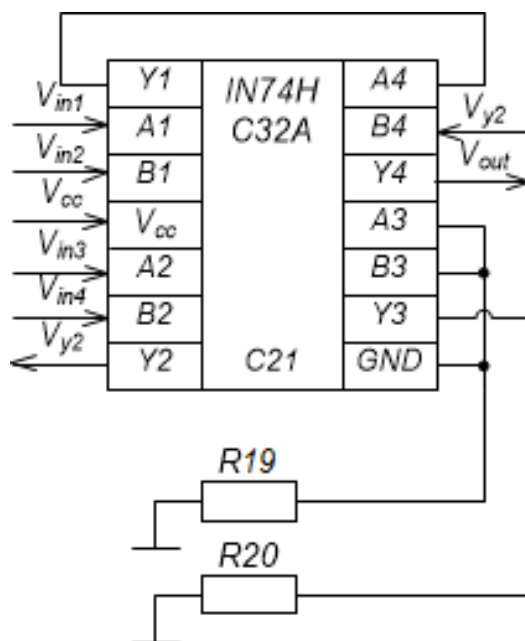 Y1
A1
B1
Vcc
A2
B2
Y2
IN74H
C32A
C21
A4
B4
Y4
A3
B3
Y3
GND
Vin1
Vin2
Vcc
Vin3
Vin4
Vy2
Vy2
Vout
R19
R20